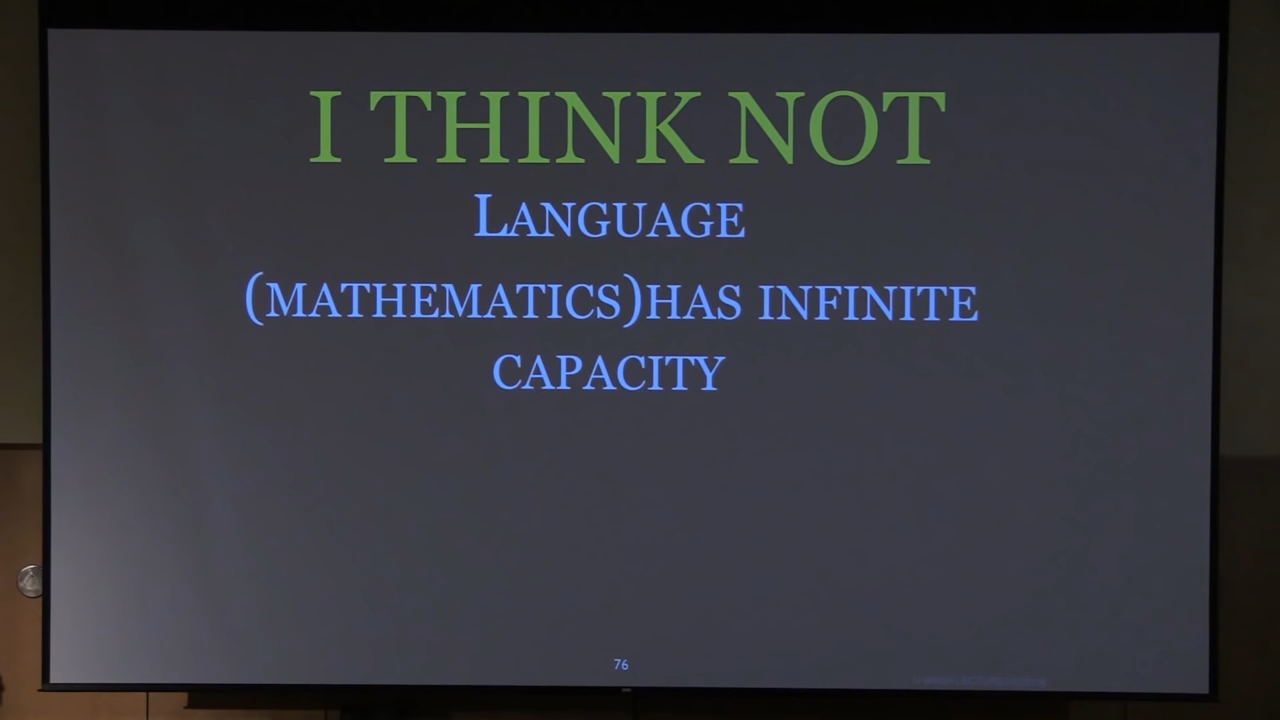 I THINK NOT
LANGUAGE
(MATHEMATICS)HAS INFINITE
CAPACITY
76